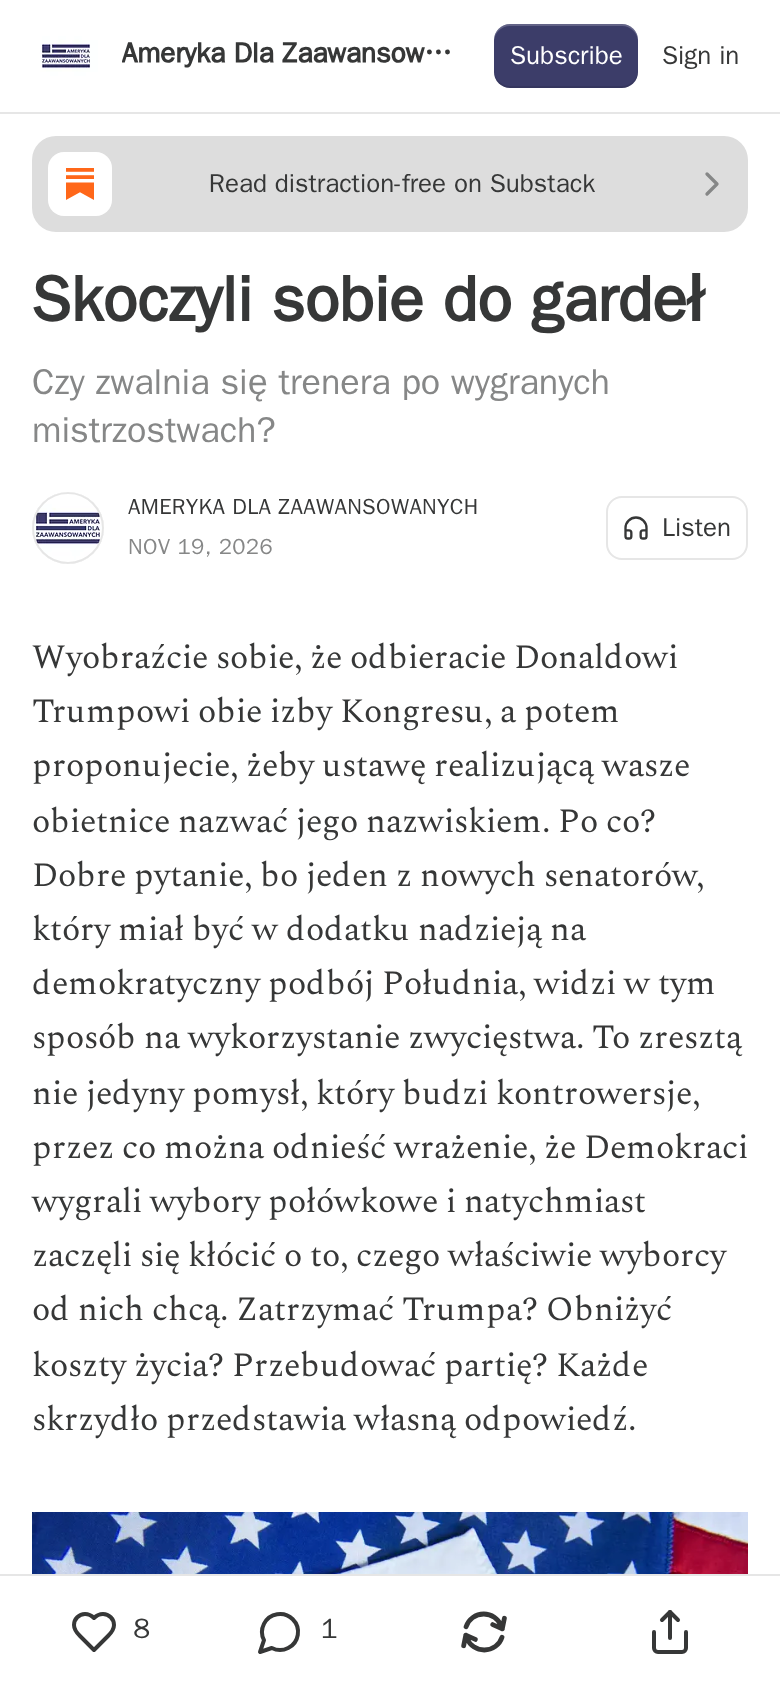 Ameryka Dla Zaawansow···
Subscribe
Sign in
Read distraction-free on Substack
Skoczyli sobie do gardeł
Czy zwalnia się trenera po wygranych
mistrzostwach?
AMERYKA DLA ZAAWANSOWANYCH
NOV 19, 2026
Listen
AMERYKA
DLA
ZAAWANSOWANYCH
Wyobraźcie sobie, że odbieracie Donaldowi
Trumpowi obie izby Kongresu, a potem
proponujecie, żeby ustawę realizującą wasze
obietnice nazwać jego nazwiskiem. Po co?
Dobre pytanie, bo jeden z nowych senatorów,
który miał być w dodatku nadzieją na
demokratyczny podbój Południa, widzi w tym
sposób na wykorzystanie zwycięstwa. To zresztą
nie jedyny pomysł, który budzi kontrowersje,
przez co można odnieść wrażenie, że Demokraci
wygrali wybory połówkowe i natychmiast
zaczęli się kłócić o to, czego właściwie wyborcy
od nich chcą. Zatrzymać Trumpa? Obniżyć
koszty życia? Przebudować partię? Każde
skrzydło przedstawia własną odpowiedź.
8
1